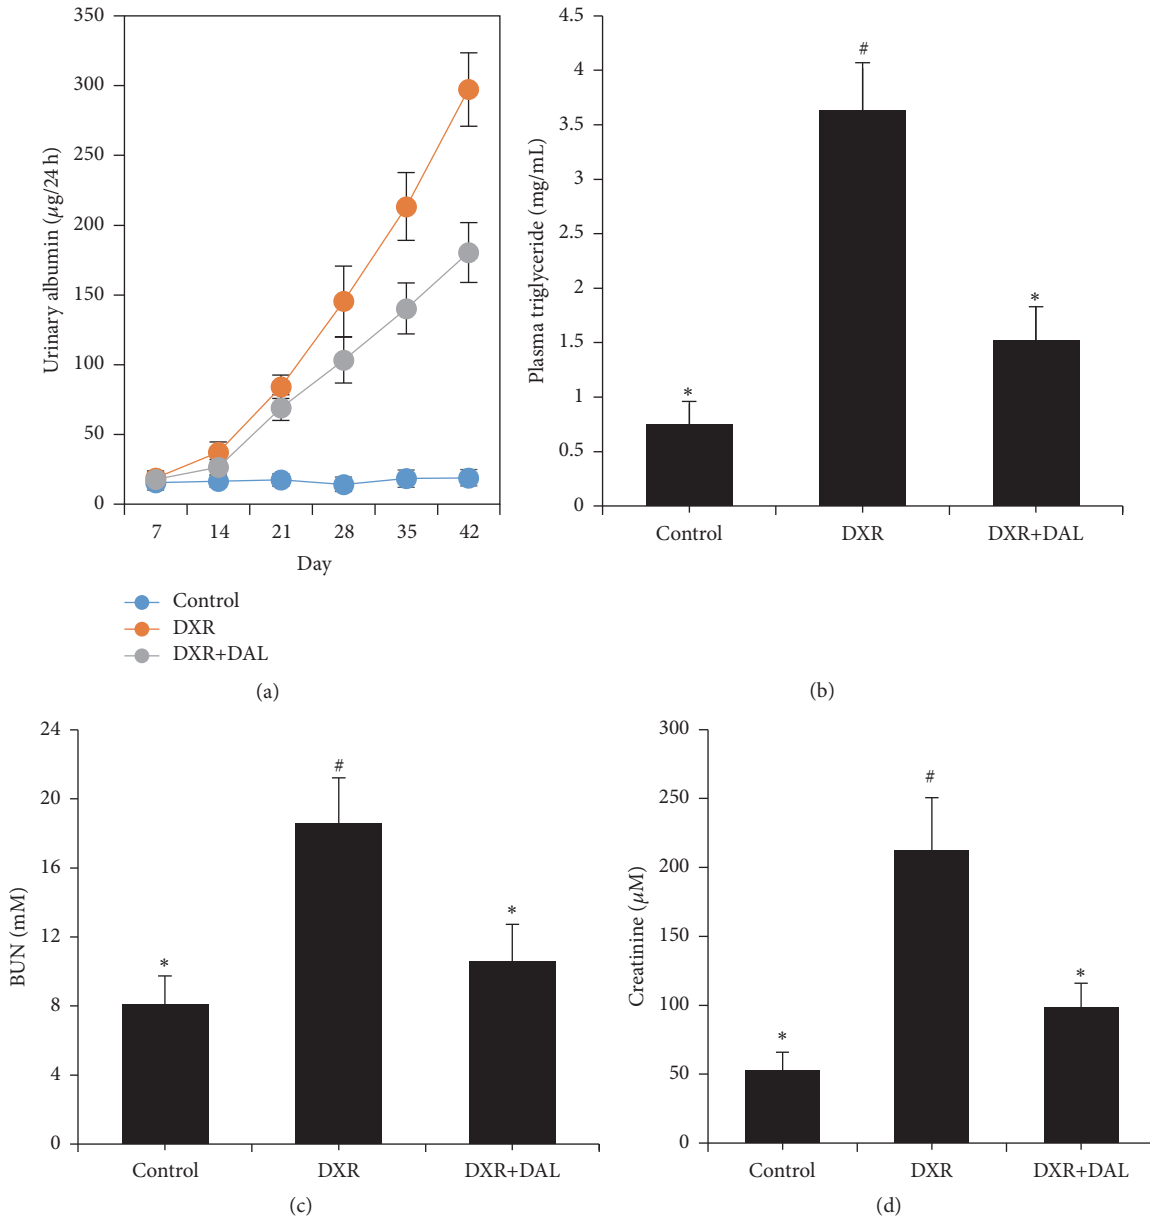 350
300
250
200
150
100
50
0
Urinary albumin (μg/24 h)
7 14 21 28 35 42
Day
Control
DXR
DXR+DAL
(a)
4.5
4
3.5
3
2.5
2
1.5
1
0.5
0
Plasma triglyceride (mg/mL)
*
#
*
Control DXR DXR+DAL
(b)
24
20
16
12
8
4
0
BUN (mM)
*
#
*
Control DXR DXR+DAL
(c)
300
250
200
150
100
50
0
Creatinine (μM)
*
#
*
Control DXR DXR+DAL
(d)